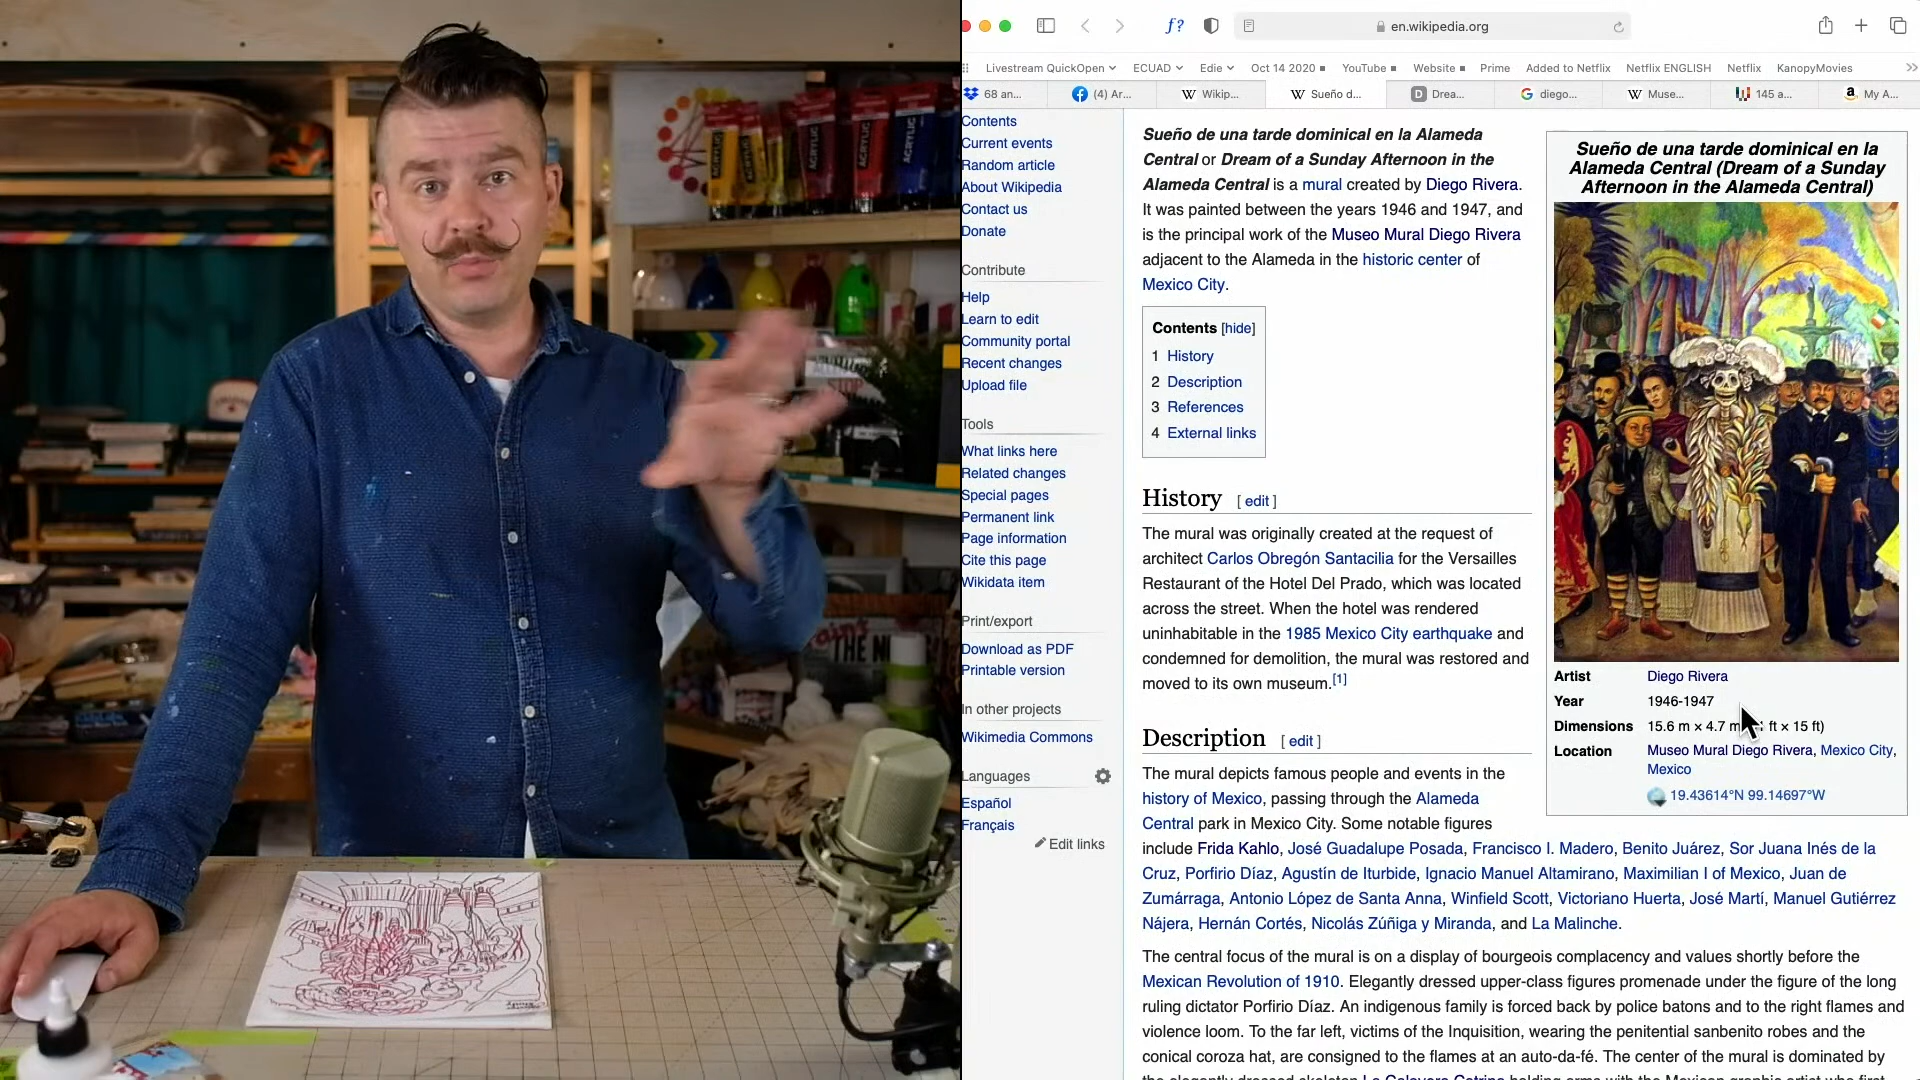 ACRYLIC
ACRYLIC
ACRYLIC
STOP
THE N
en.wikipedia.org
Livestream QuickOpen
ECUAD
Edie
Oct 14 2020
YouTube
Website
Prime
Added to Netflix
Netflix ENGLISH
Netflix
KanopyMovies
68 an...
(4) Ar...
Wikip...
Sueño d...
Drea...
diego...
Muse...
145 a...
My A...
Contents
Current events
Random article
About Wikipedia
Contact us
Donate
Contribute
Help
Learn to edit
Community portal
Recent changes
Upload file
Tools
What links here
Related changes
Special pages
Permanent link
Page information
Cite this page
Wikidata item
Print/export
Download as PDF
Printable version
In other projects
Wikimedia Commons
Languages
Español
Français
Edit links
Sueño de una tarde dominical en la Alameda
Central or Dream of a Sunday Afternoon in the
Alameda Central is a mural created by Diego Rivera.
It was painted between the years 1946 and 1947, and
is the principal work of the Museo Mural Diego Rivera
adjacent to the Alameda in the historic center of
Mexico City.
Contents [hide]
1 History
2 Description
3 References
4 External links
History [ edit ]
The mural was originally created at the request of
architect Carlos Obregón Santacilia for the Versailles
Restaurant of the Hotel Del Prado, which was located
across the street. When the hotel was rendered
uninhabitable in the 1985 Mexico City earthquake and
condemned for demolition, the mural was restored and
moved to its own museum.[1]
Description [ edit ]
The mural depicts famous people and events in the
history of Mexico, passing through the Alameda
Central park in Mexico City. Some notable figures
include Frida Kahlo, José Guadalupe Posada, Francisco I. Madero, Benito Juárez, Sor Juana Inés de la
Cruz, Porfirio Díaz, Agustín de Iturbide, Ignacio Manuel Altamirano, Maximilian I of Mexico, Juan de
Zumárraga, Antonio López de Santa Anna, Winfield Scott, Victoriano Huerta, José Martí, Manuel Gutiérrez
Nájera, Hernán Cortés, Nicolás Zúñiga y Miranda, and La Malinche.
The central focus of the mural is on a display of bourgeois complacency and values shortly before the
Mexican Revolution of 1910. Elegantly dressed upper-class figures promenade under the figure of the long
ruling dictator Porfirio Díaz. An indigenous family is forced back by police batons and to the right flames and
violence loom. To the far left, victims of the Inquisition, wearing the penitential sanbenito robes and the
conical coroza hat, are consigned to the flames at an auto-da-fé. The center of the mural is dominated by
the elegantly dressed skeleton La Calavera Catrina holding arms with the Mexican graphic artist who first
Sueño de una tarde dominical en la
Alameda Central (Dream of a Sunday
Afternoon in the Alameda Central)
Artist Diego Rivera
Year 1946-1947
Dimensions 15.6 m × 4.7 m ft × 15 ft)
Location Museo Mural Diego Rivera, Mexico City,
Mexico
19.43614°N 99.14697°W